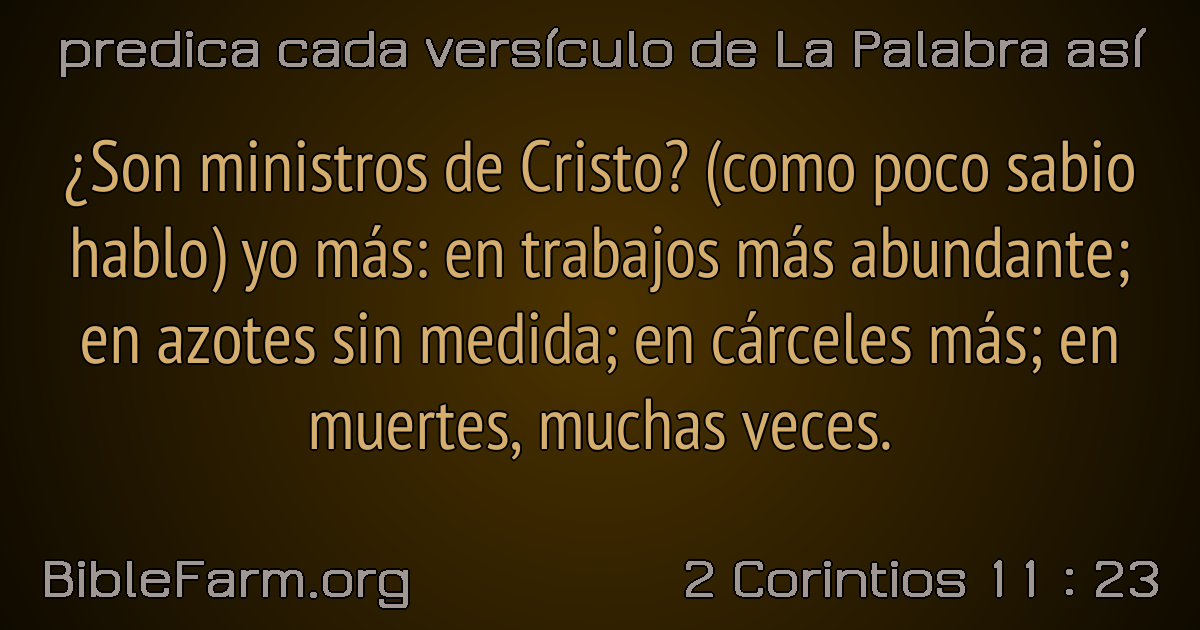 predica cada versículo de La Palabra así
¿Son ministros de Cristo? (como poco sabio
hablo) yo más: en trabajos más abundante;
en azotes sin medida; en cárceles más; en
muertes, muchas veces.
BibleFarm.org
2 Corintios 11 : 23